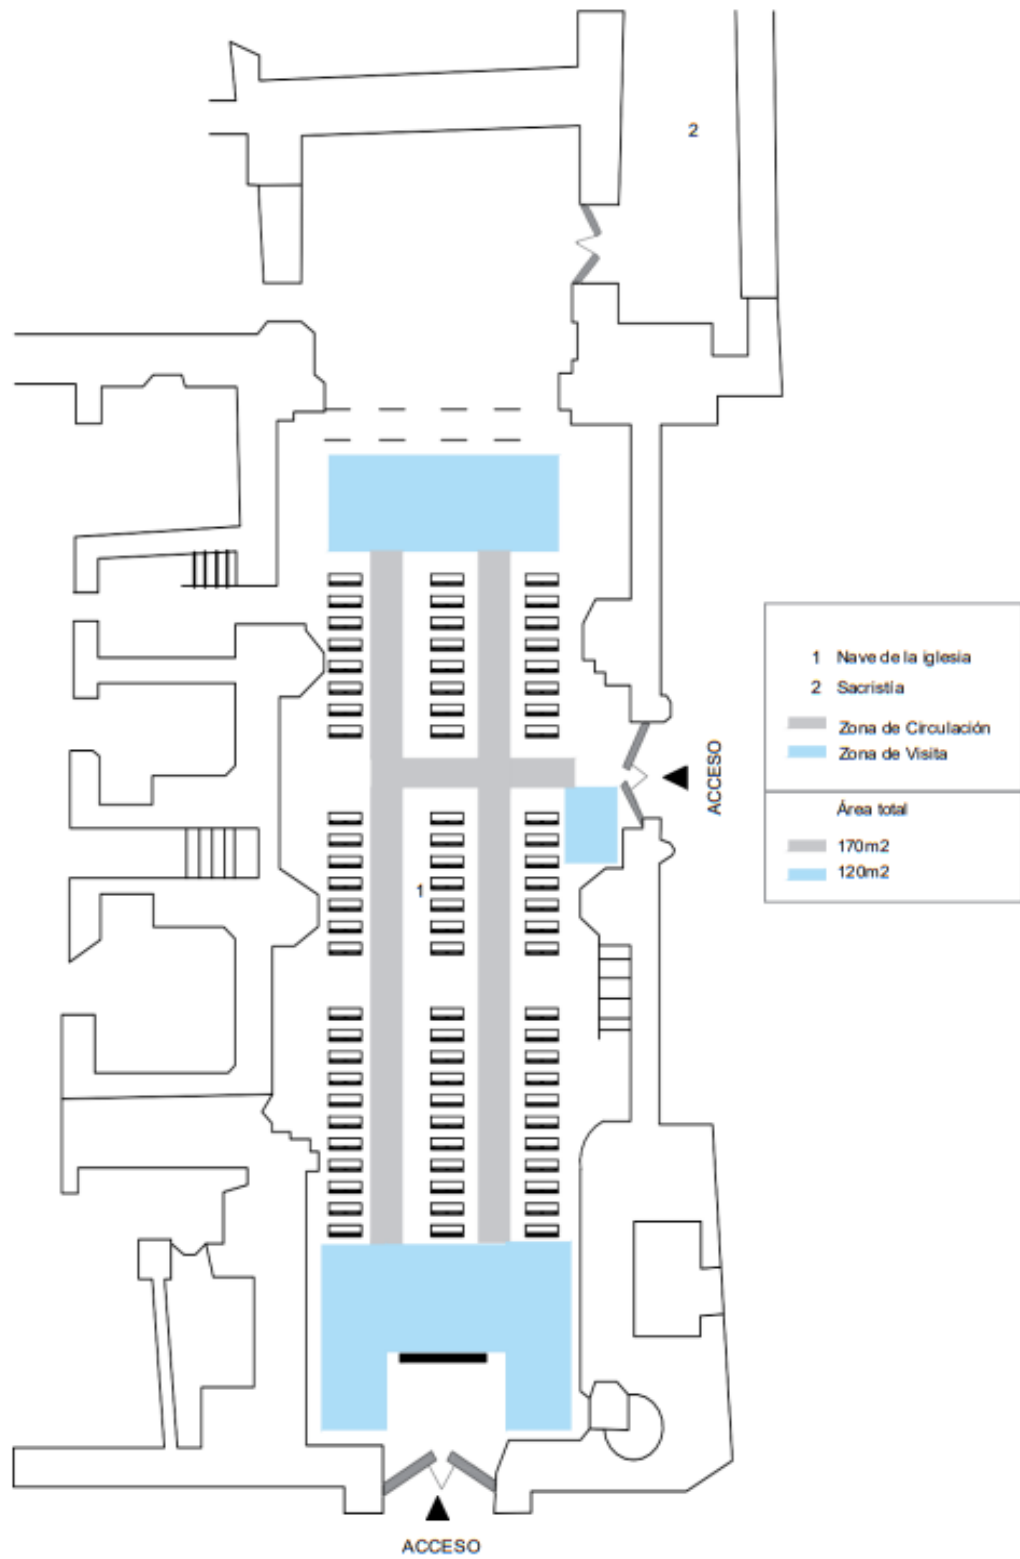 2
1 Nave de la iglesia
2 Sacristía
Zona de Circulación
Zona de Visita
ACCESO
Área total
170m2
120m2
1
ACCESO